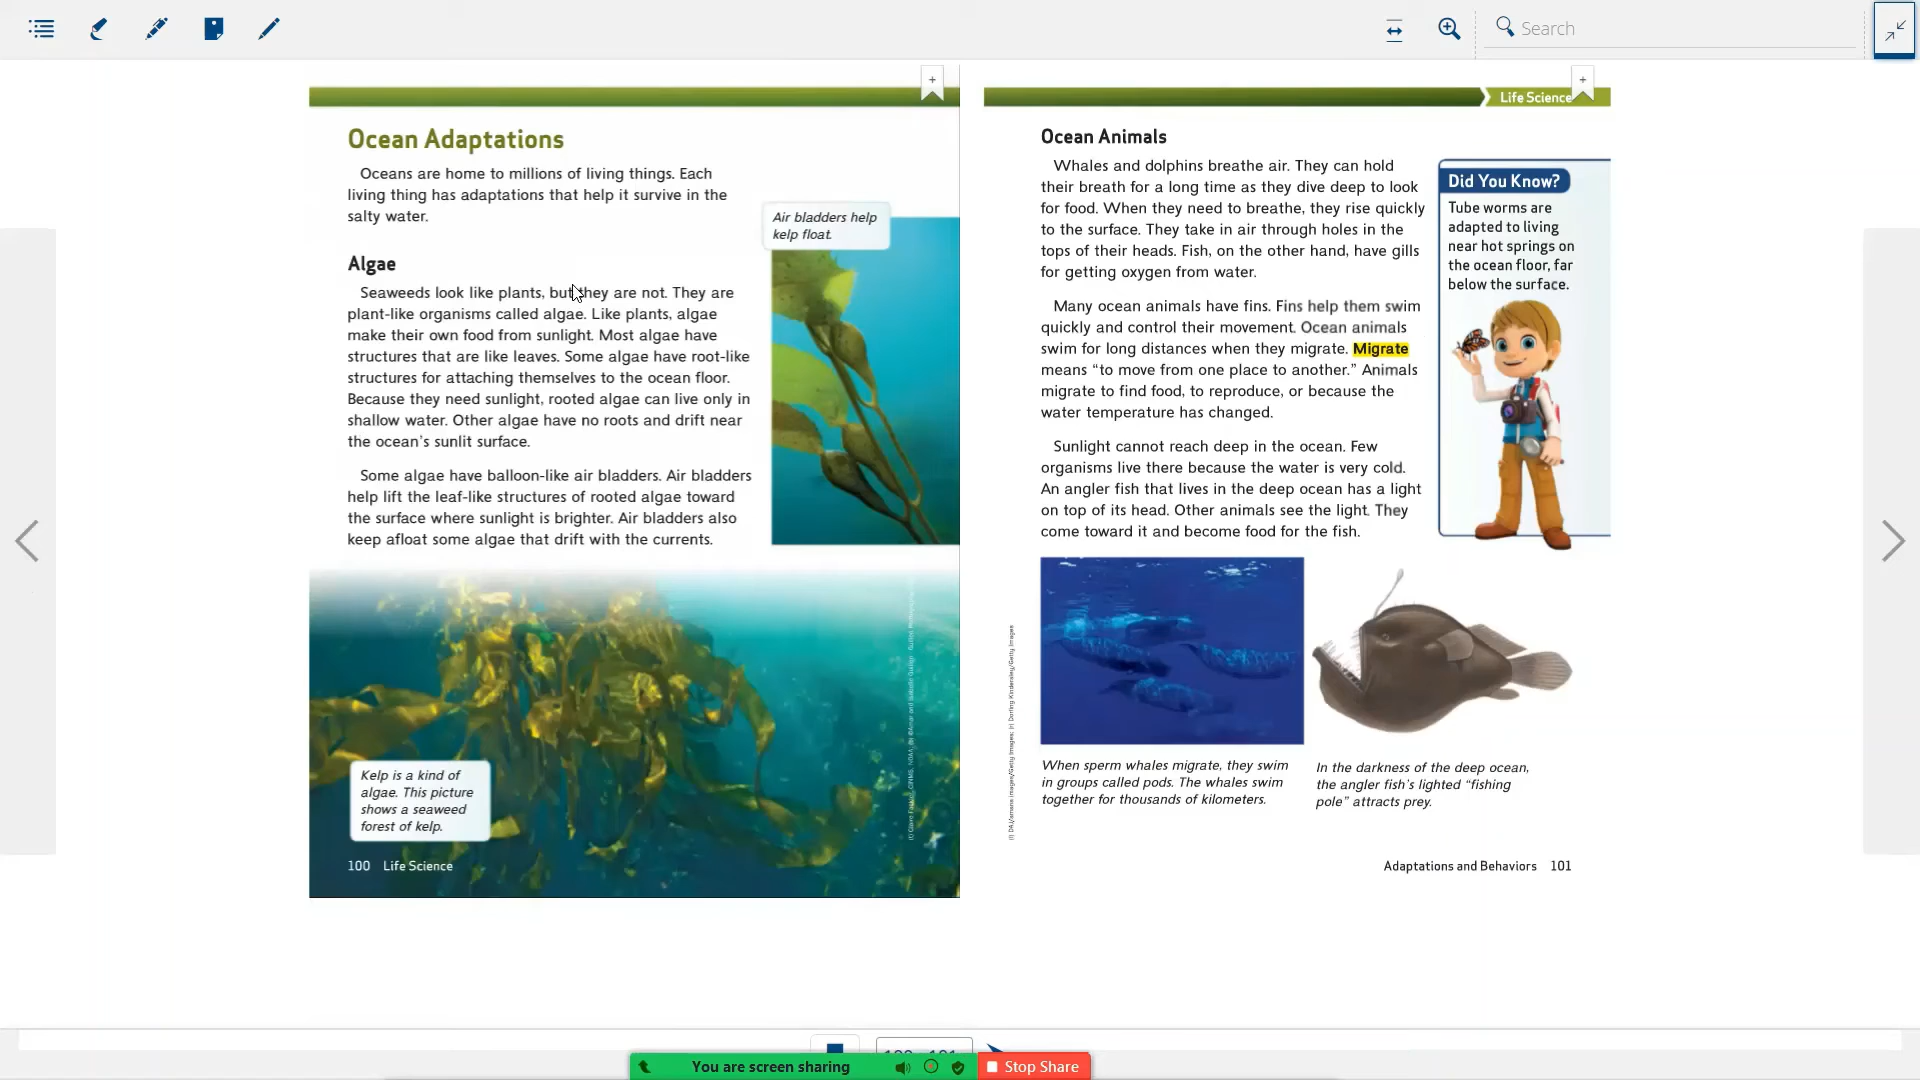 Search
Ocean Adaptations
Oceans are home to millions of living things. Each
living thing has adaptations that help it survive in the
salty water.
Air bladders help
kelp float.
Algae
Seaweeds look like plants, but they are not. They are
plant-like organisms called algae. Like plants, algae
make their own food from sunlight. Most algae have
structures that are like leaves. Some algae have root-like
structures for attaching themselves to the ocean floor.
Because they need sunlight, rooted algae can live only in
shallow water. Other algae have no roots and drift near
the ocean's sunlit surface.
Some algae have balloon-like air bladders. Air bladders
help lift the leaf-like structures of rooted algae toward
the surface where sunlight is brighter. Air bladders also
keep afloat some algae that drift with the currents.
Kelp is a kind of
algae. This picture
shows a seaweed
forest of kelp.
100 Life Science
Life Science
Ocean Animals
Whales and dolphins breathe air. They can hold
their breath for a long time as they dive deep to look
for food. When they need to breathe, they rise quickly
to the surface. They take in air through holes in the
tops of their heads. Fish, on the other hand, have gills
for getting oxygen from water.
Many ocean animals have fins. Fins help them swim
quickly and control their movement. Ocean animals
swim for long distances when they migrate. Migrate
means “to move from one place to another.” Animals
migrate to find food, to reproduce, or because the
water temperature has changed.
Sunlight cannot reach deep in the ocean. Few
organisms live there because the water is very cold.
An angler fish that lives in the deep ocean has a light
on top of its head. Other animals see the light. They
come toward it and become food for the fish.
Did You Know?
Tube worms are
adapted to living
near hot springs on
the ocean floor, far
below the surface.
When sperm whales migrate, they swim
in groups called pods. The whales swim
together for thousands of kilometers.
In the darkness of the deep ocean,
the angler fish's lighted “fishing
pole” attracts prey.
Adaptations and Behaviors 101
You are screen sharing
Stop Share